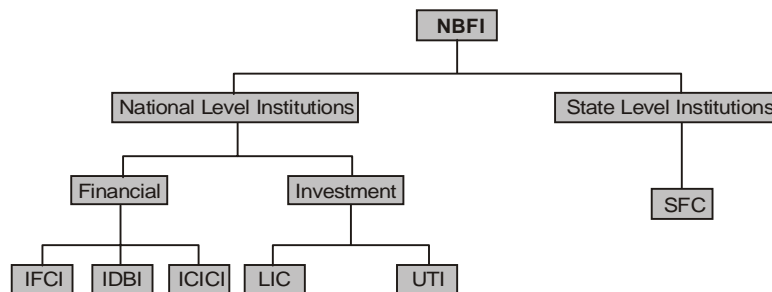 NBFI
National Level Institutions
State Level Institutions
Financial
Investment
SFC
IFCI
IDBI
ICICI
LIC
UTI